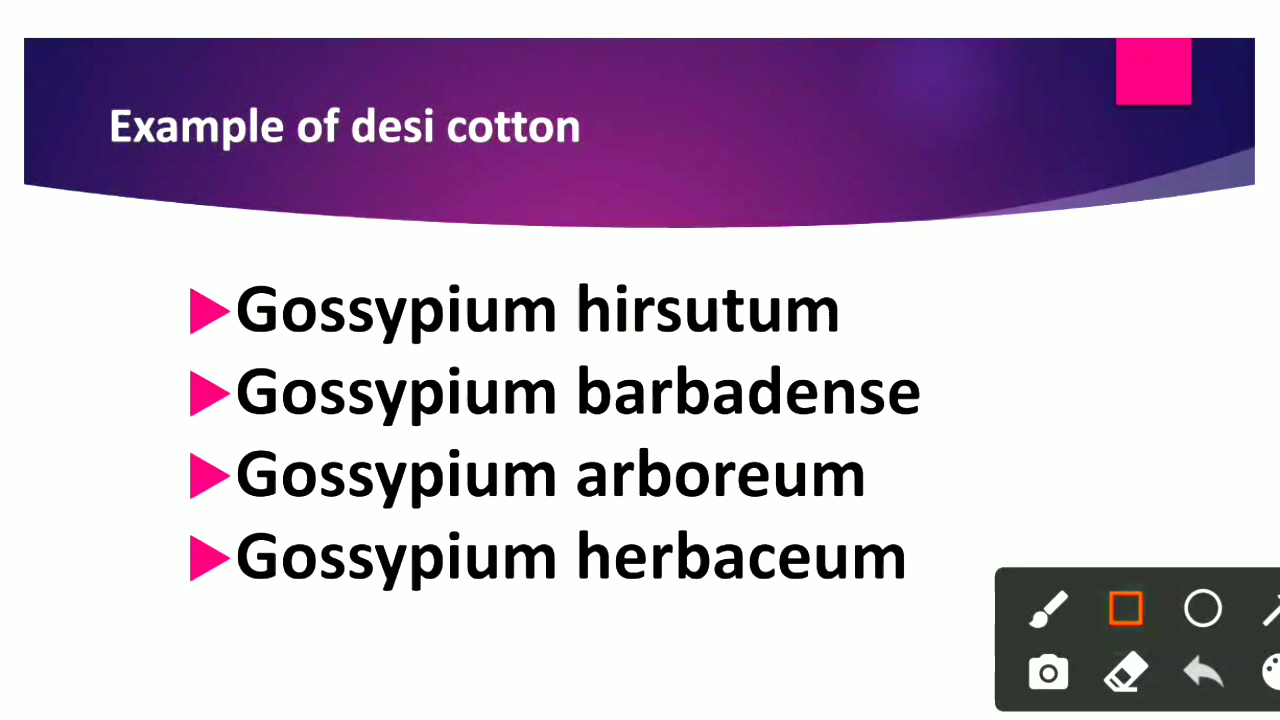 Example of desi cotton
Gossypium hirsutum
Gossypium barbadense
Gossypium arboreum
Gossypium herbaceum